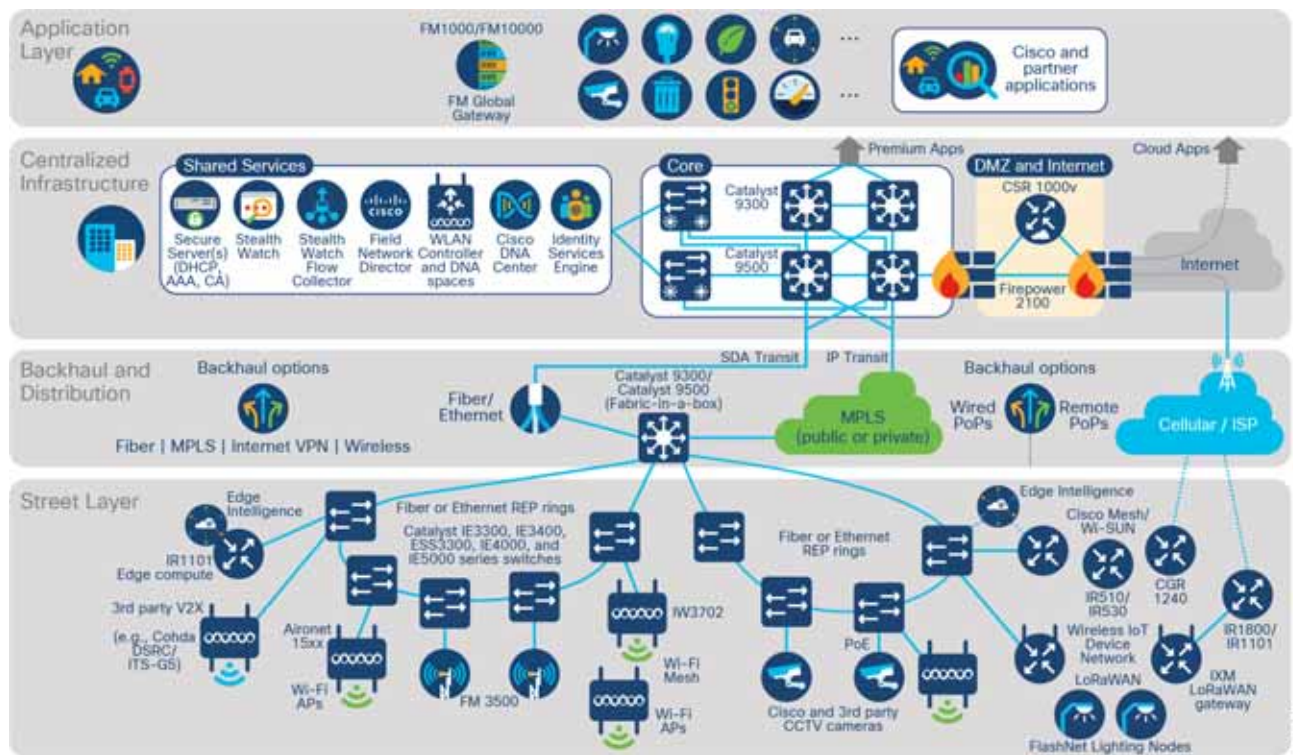 Application
Layer
FM1000/FM10000
FM Global
Gateway
...
...
Cisco and
partner
applications
Centralized
Infrastructure
Shared Services
Secure
Server(s)
(DHCP,
AAA, CA)
Stealth
Watch
Stealth
Watch
Flow
Collector
Field
Network
Director
CISCO
WLAN
Controller
and DNA
spaces
Cisco
DNA
Center
Identity
Services
Engine
Core
Catalyst
9300
Catalyst
9500
Premium Apps
DMZ and Internet
CSR 1000v
Firepower
2100
Cloud Apps
Internet
SDA Transit
IP Transit
Backhaul and
Distribution
Backhaul options
Fiber | MPLS | Internet VPN | Wireless
Fiber/
Ethernet
Catalyst 9300/
Catalyst 9500
(Fabric-in-a-box)
MPLS
(public or private)
Backhaul options
Wired
PoPs
Remote
PoPs
Cellular / ISP
Street Layer
Edge
Intelligence
IR1101
Edge compute
Fiber or Ethernet REP rings
Catalyst IE3300, IE3400,
ESS3300, IE4000, and
IE5000 series switches
3rd party V2X
(e.g., Cohda
DSRC/
ITS-G5)
Aironet
15xx
Wi-Fi
APs
FM 3500
IW3702
Wi-Fi
Mesh
Wi-Fi
APs
Fiber or Ethernet
REP rings
PoE
Cisco and 3rd party
CCTV cameras
Edge Intelligence
Cisco Mesh/
Wi-SUN
IR510/
IR530
CGR
1240
IR1800/
IR1101
Wireless IoT
Device
Network
LoRaWAN
IXM
LoRaWAN
gateway
FlashNet Lighting Nodes